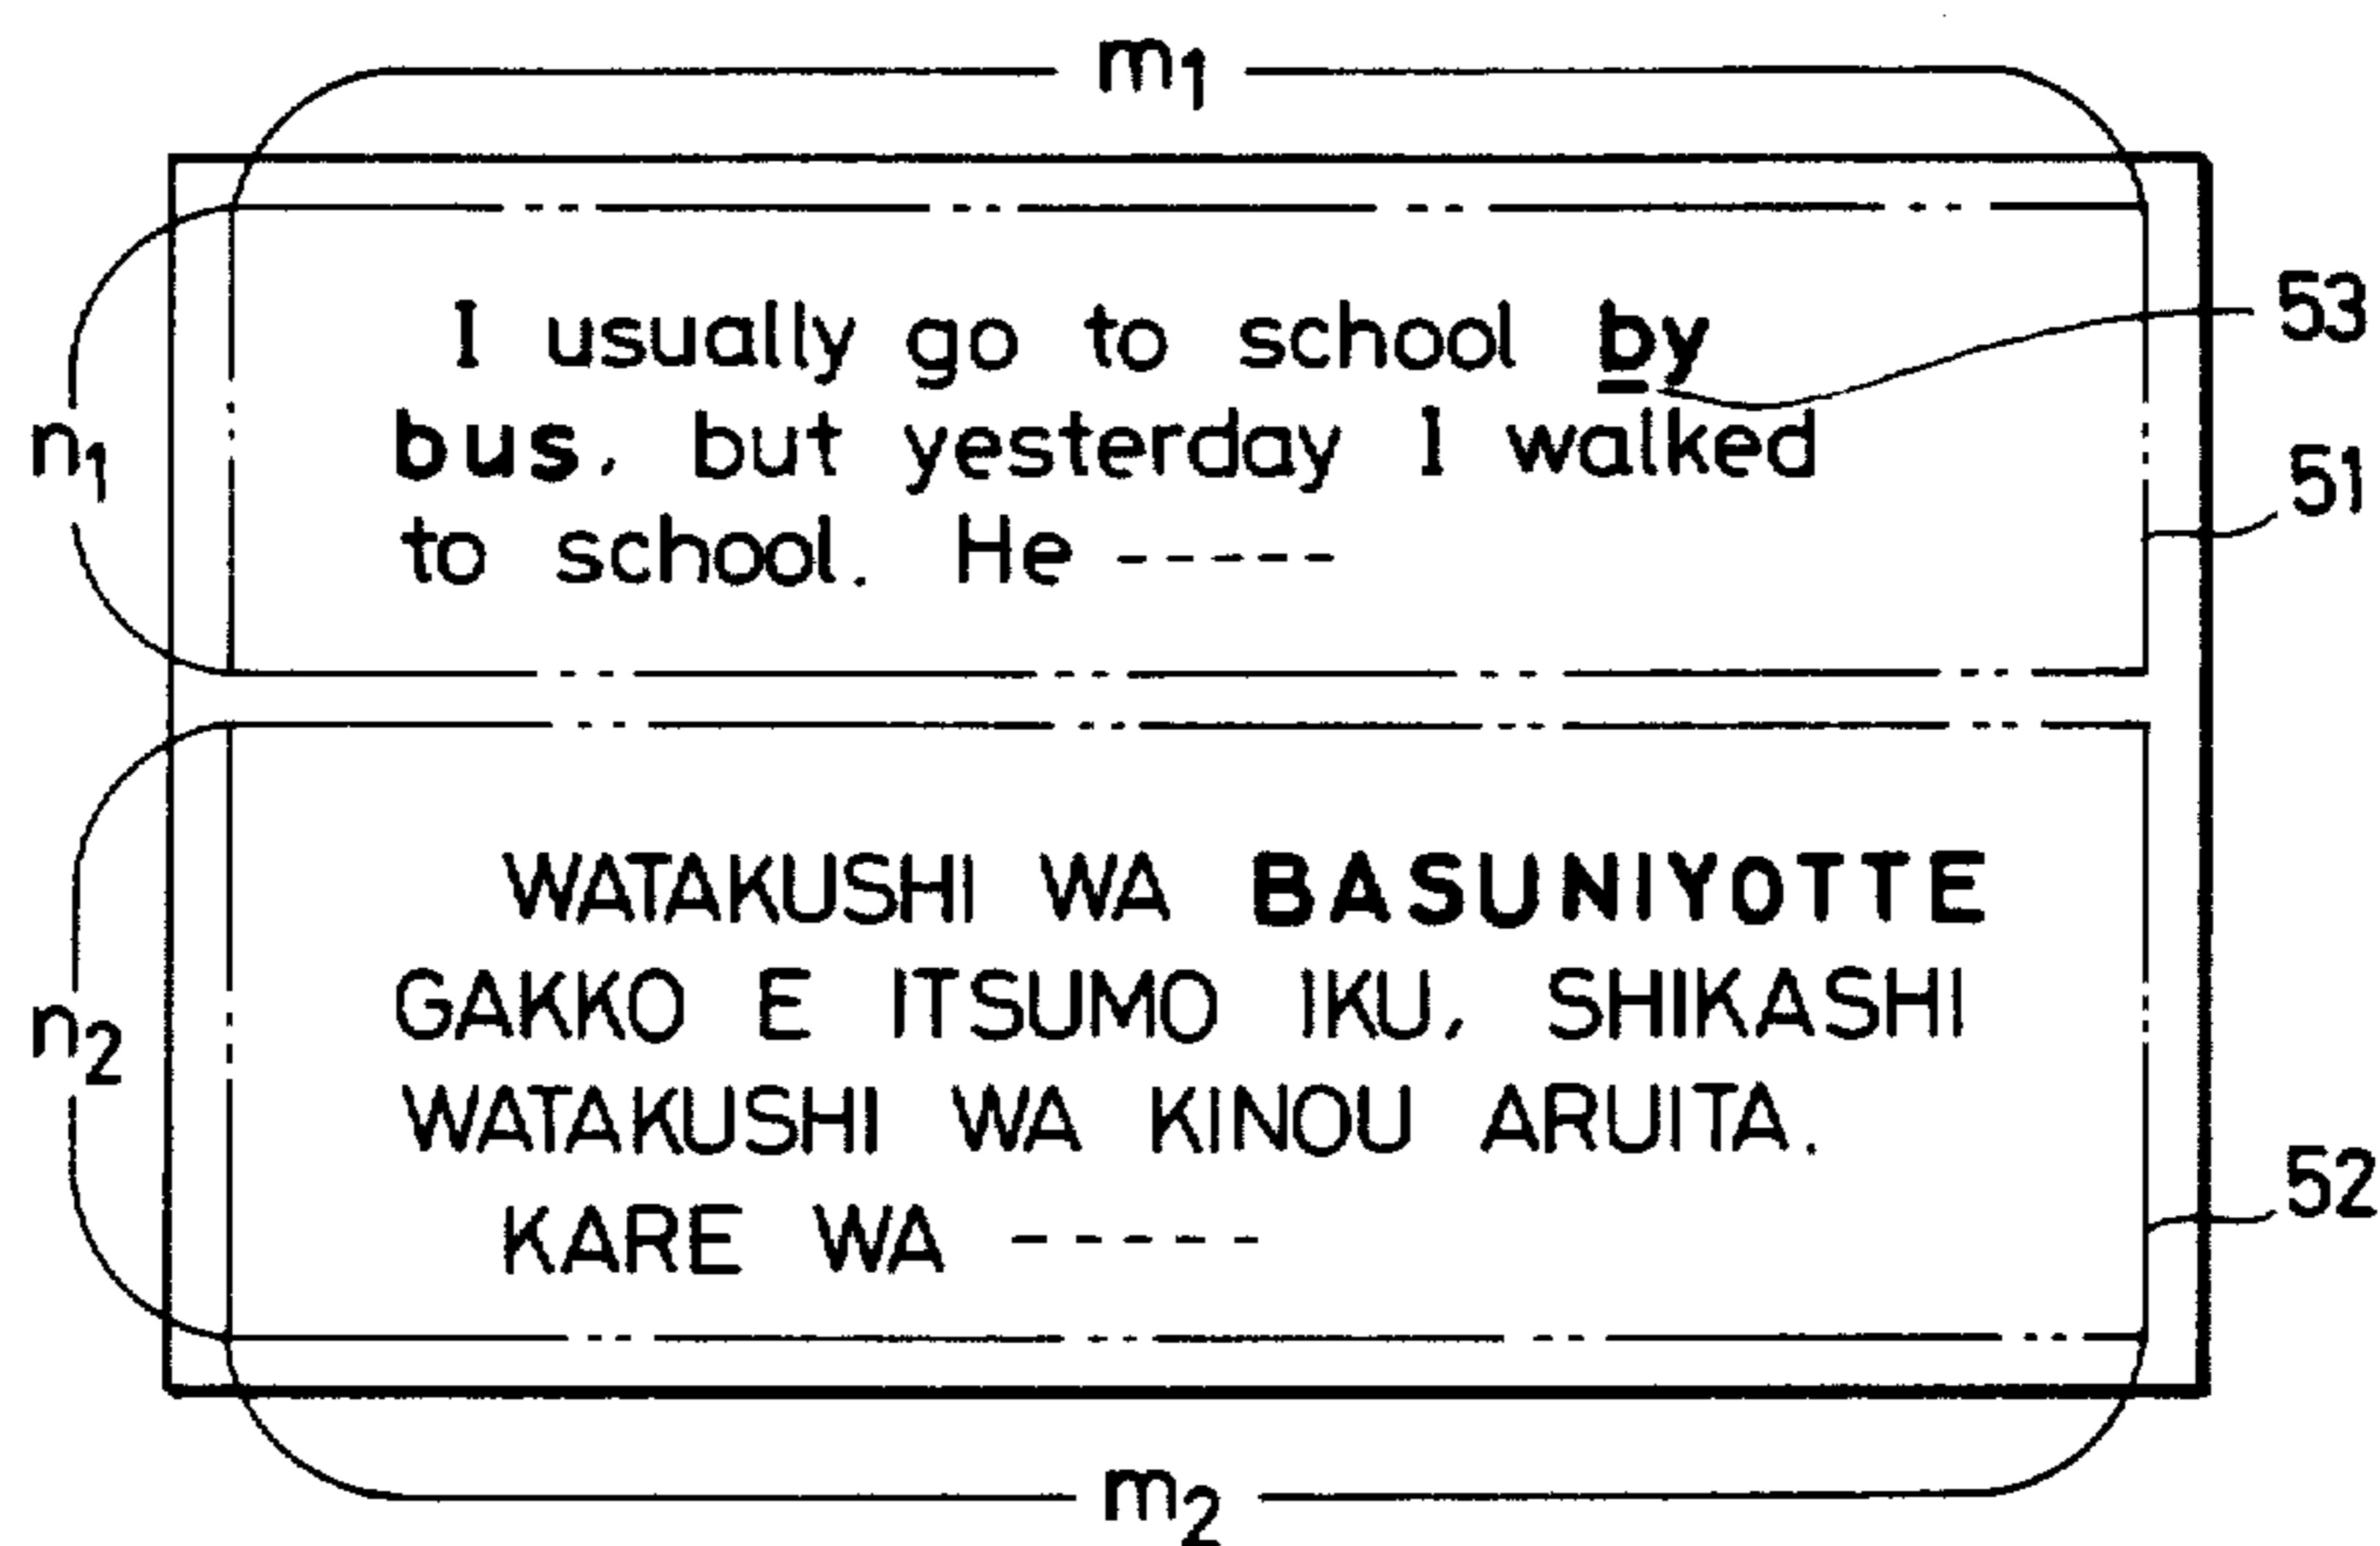 m1
I usually go to school by
53
n1
bus, but yesterday I walked
51
to school. He -----
WATAKUSHI WA BASUNIYOTTE
n2
GAKKO E ITSUMO IKU, SHIKASHI
WATAKUSHI WA KINOU ARUITA.
52
KARE WA -----
m2